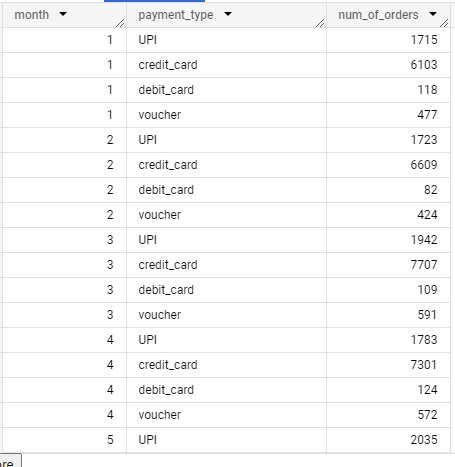 month payment_type num_of_orders
1 UPI 1715
1 credit_card 6103
1 debit_card 118
1 voucher 477
2 UPI 1723
2 credit_card 6609
2 debit_card 82
2 voucher 424
3 UPI 1942
3 credit_card 7707
3 debit_card 109
3 voucher 591
4 UPI 1783
4 credit_card 7301
4 debit_card 124
4 voucher 572
5 UPI 2035